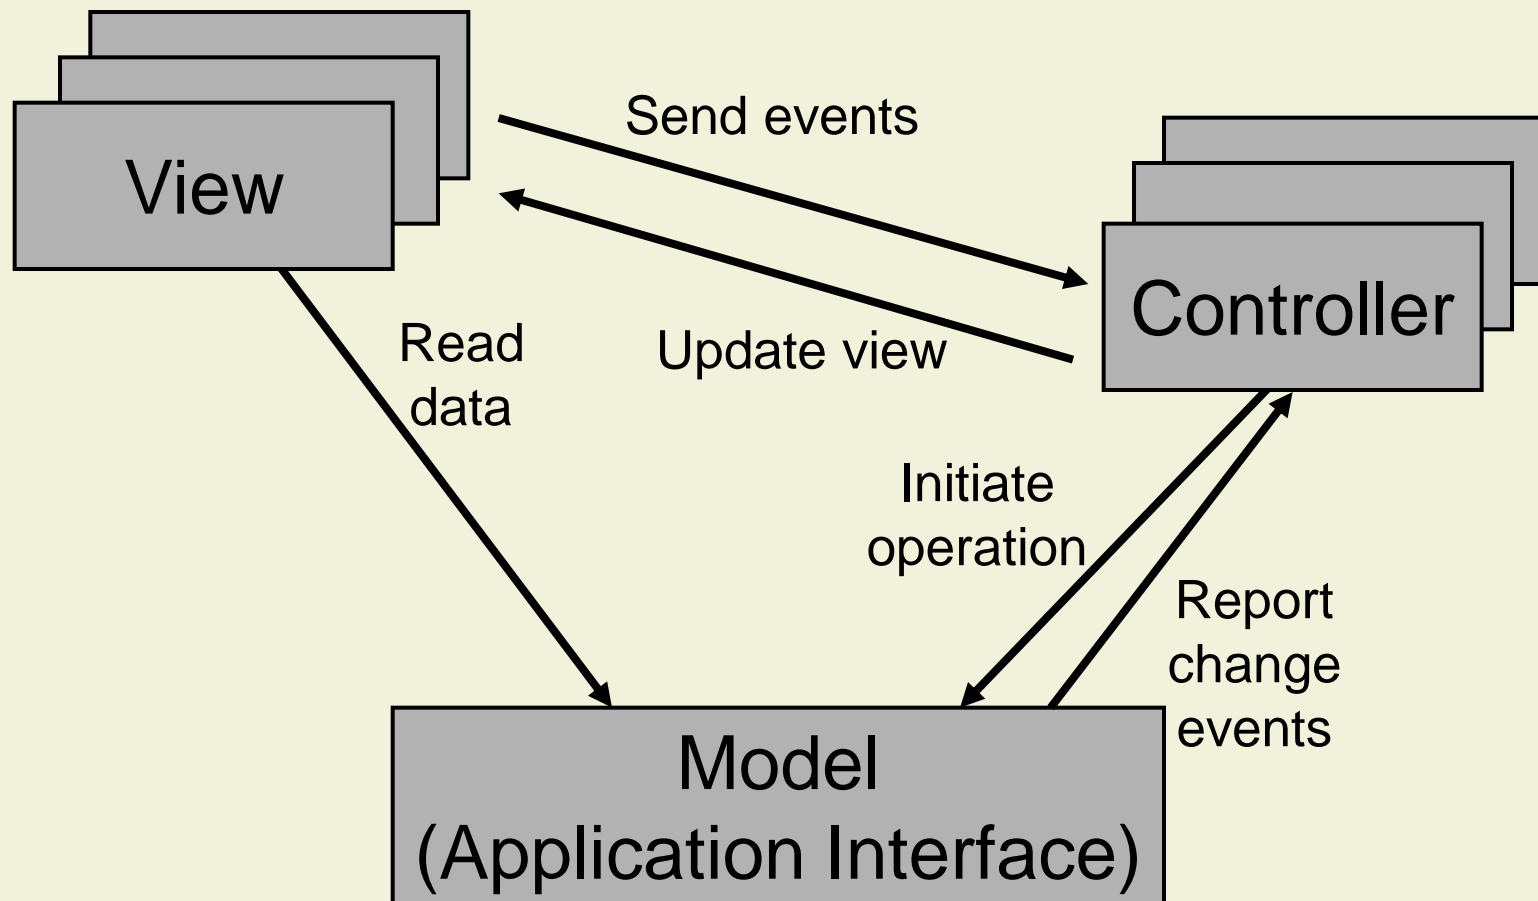 Send events
View
Controller
Read
data
Update view
Initiate
operation
Report
change
events
Model
(Application Interface)